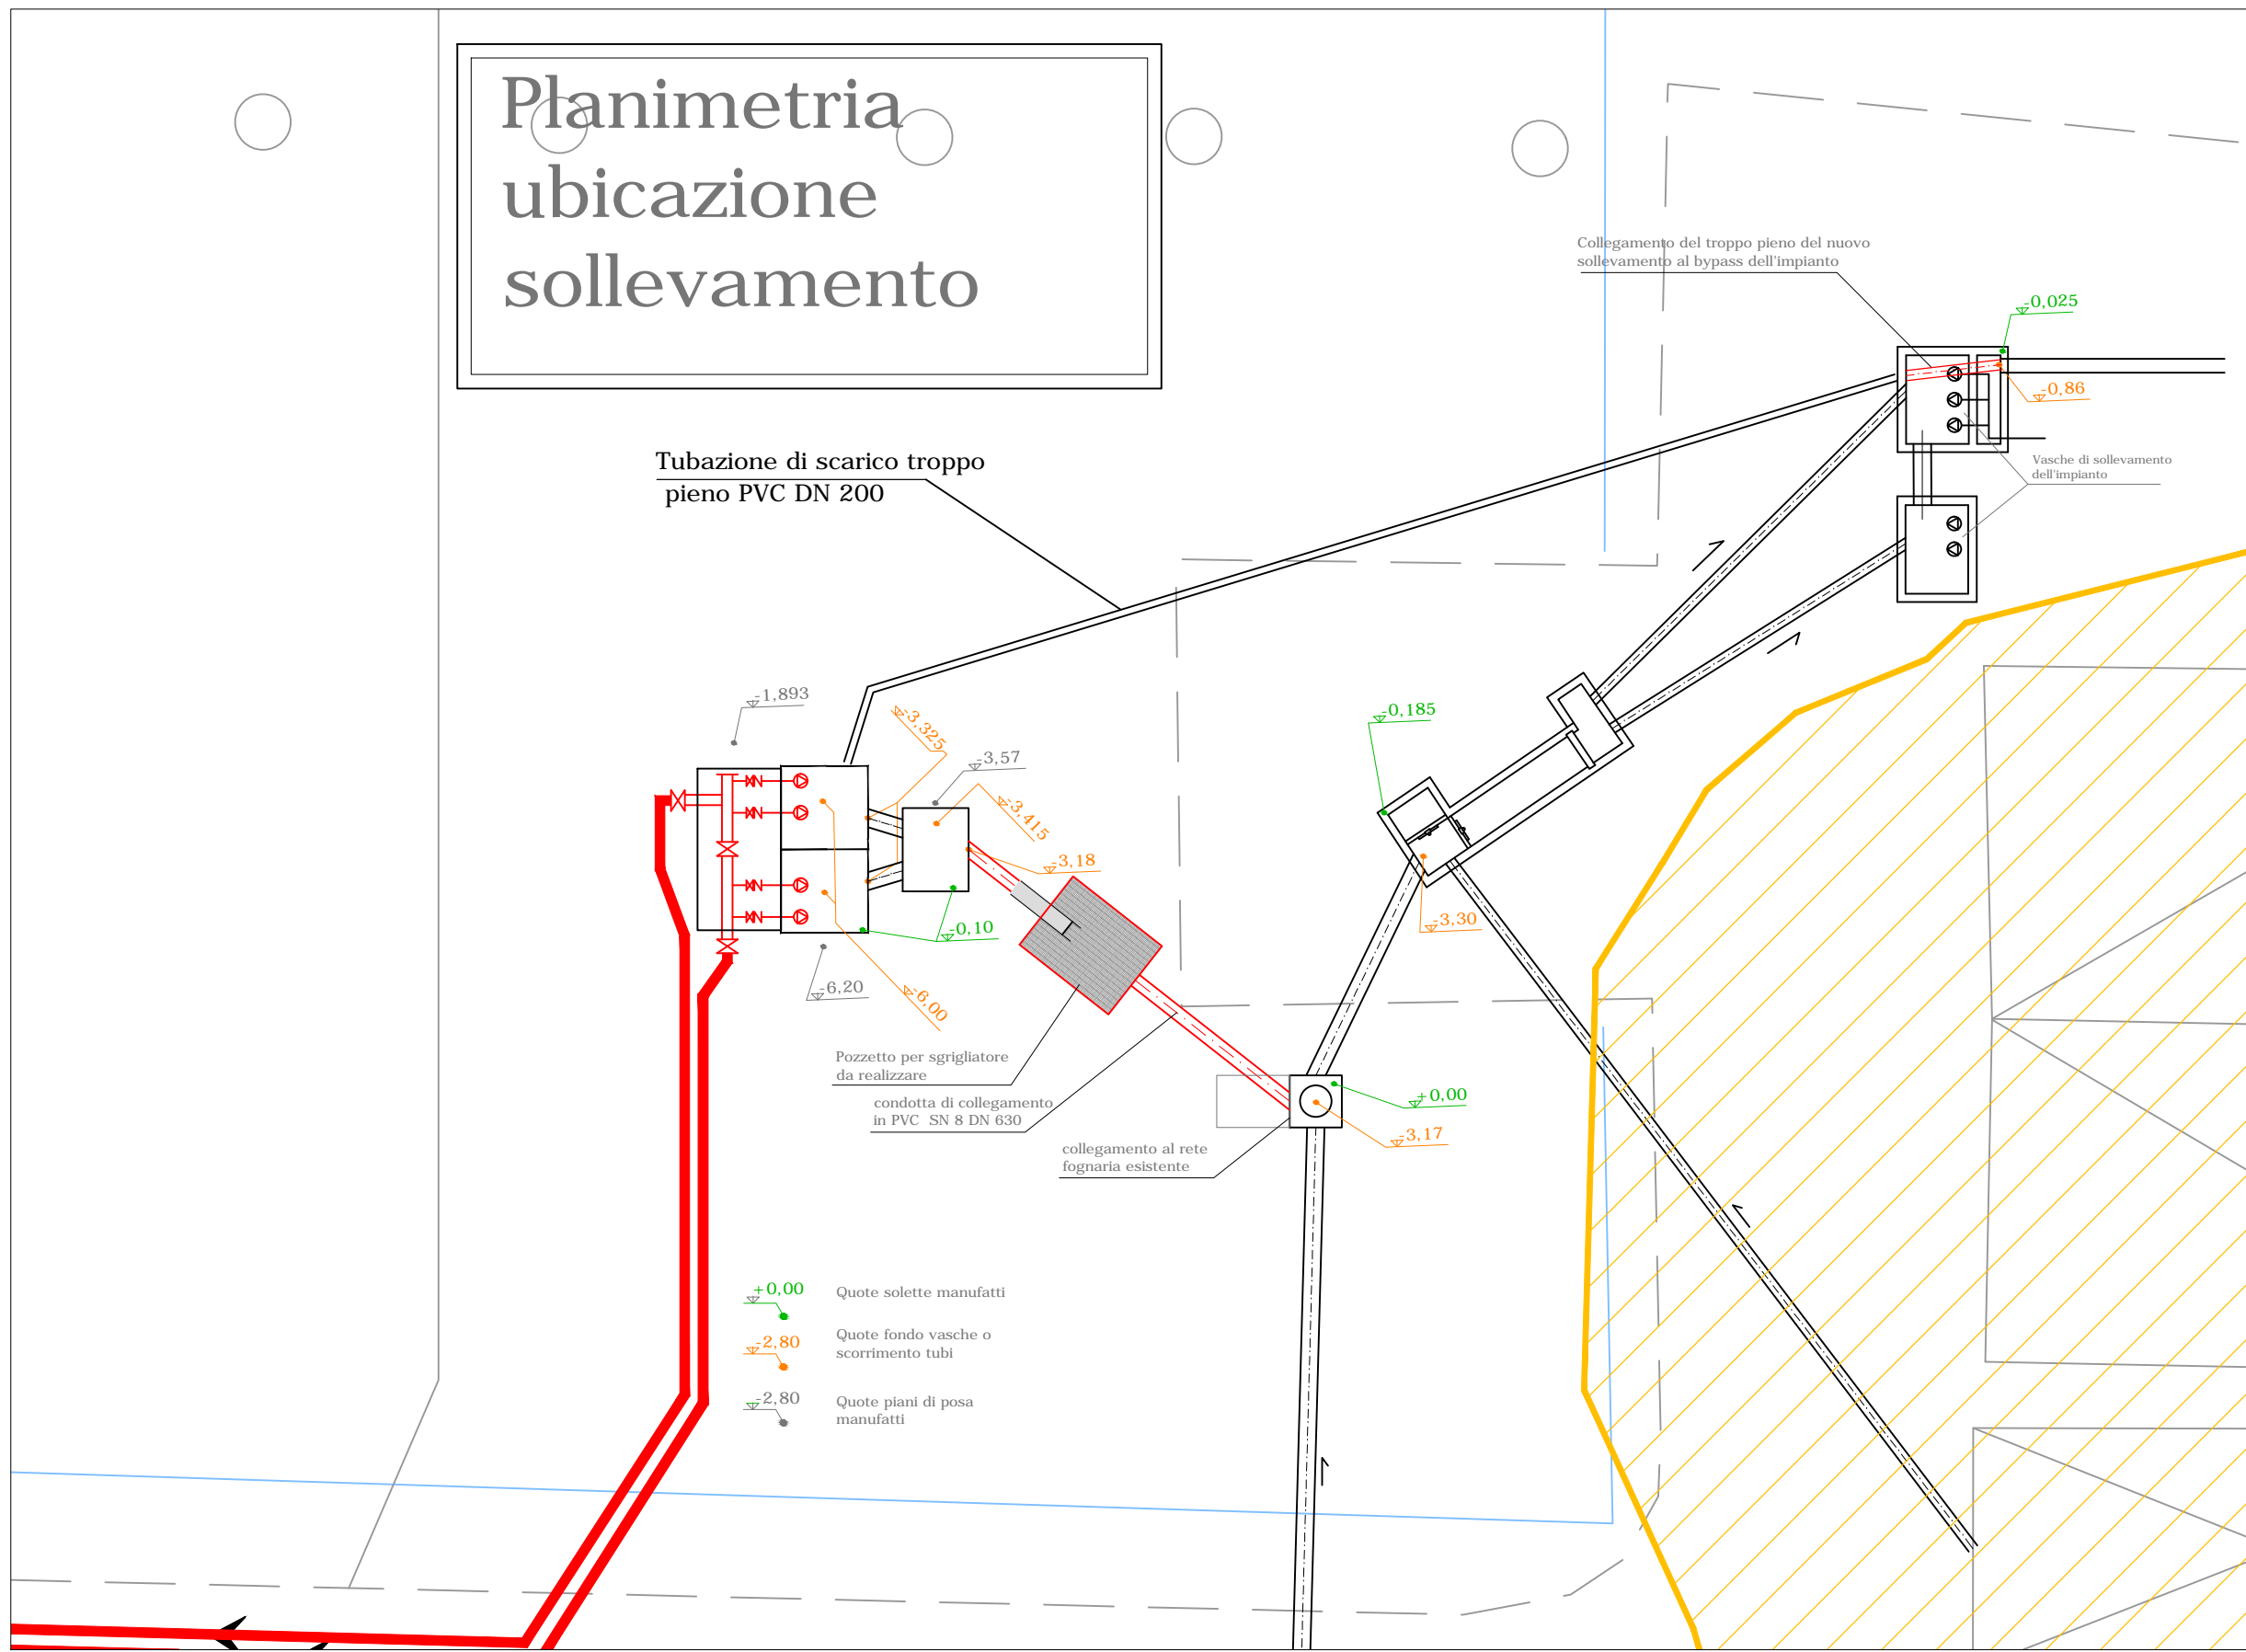 Planimetria
ubicazione
sollevamento
Collegamento del troppo pieno del nuovo
sollevamento al bypass dell'impianto
-0,025
-0,86
Tubazione di scarico troppo
pieno PVC DN 200
Vasche di sollevamento
dell'impianto
-1,893
-3,325
-0,185
-3,57
-3,415
-3,18
-3,30
-0,10
-6,20
-6,00
Pozzetto per sgrigliatore
da realizzare
condotta di collegamento
in PVC SN 8 DN 630
+0,00
-3,17
collegamento al rete
fognaria esistente
+0,00 Quote solette manufatti
-2,80 Quote fondo vasche o
scorrimento tubi
-2,80 Quote piani di posa
manufatti